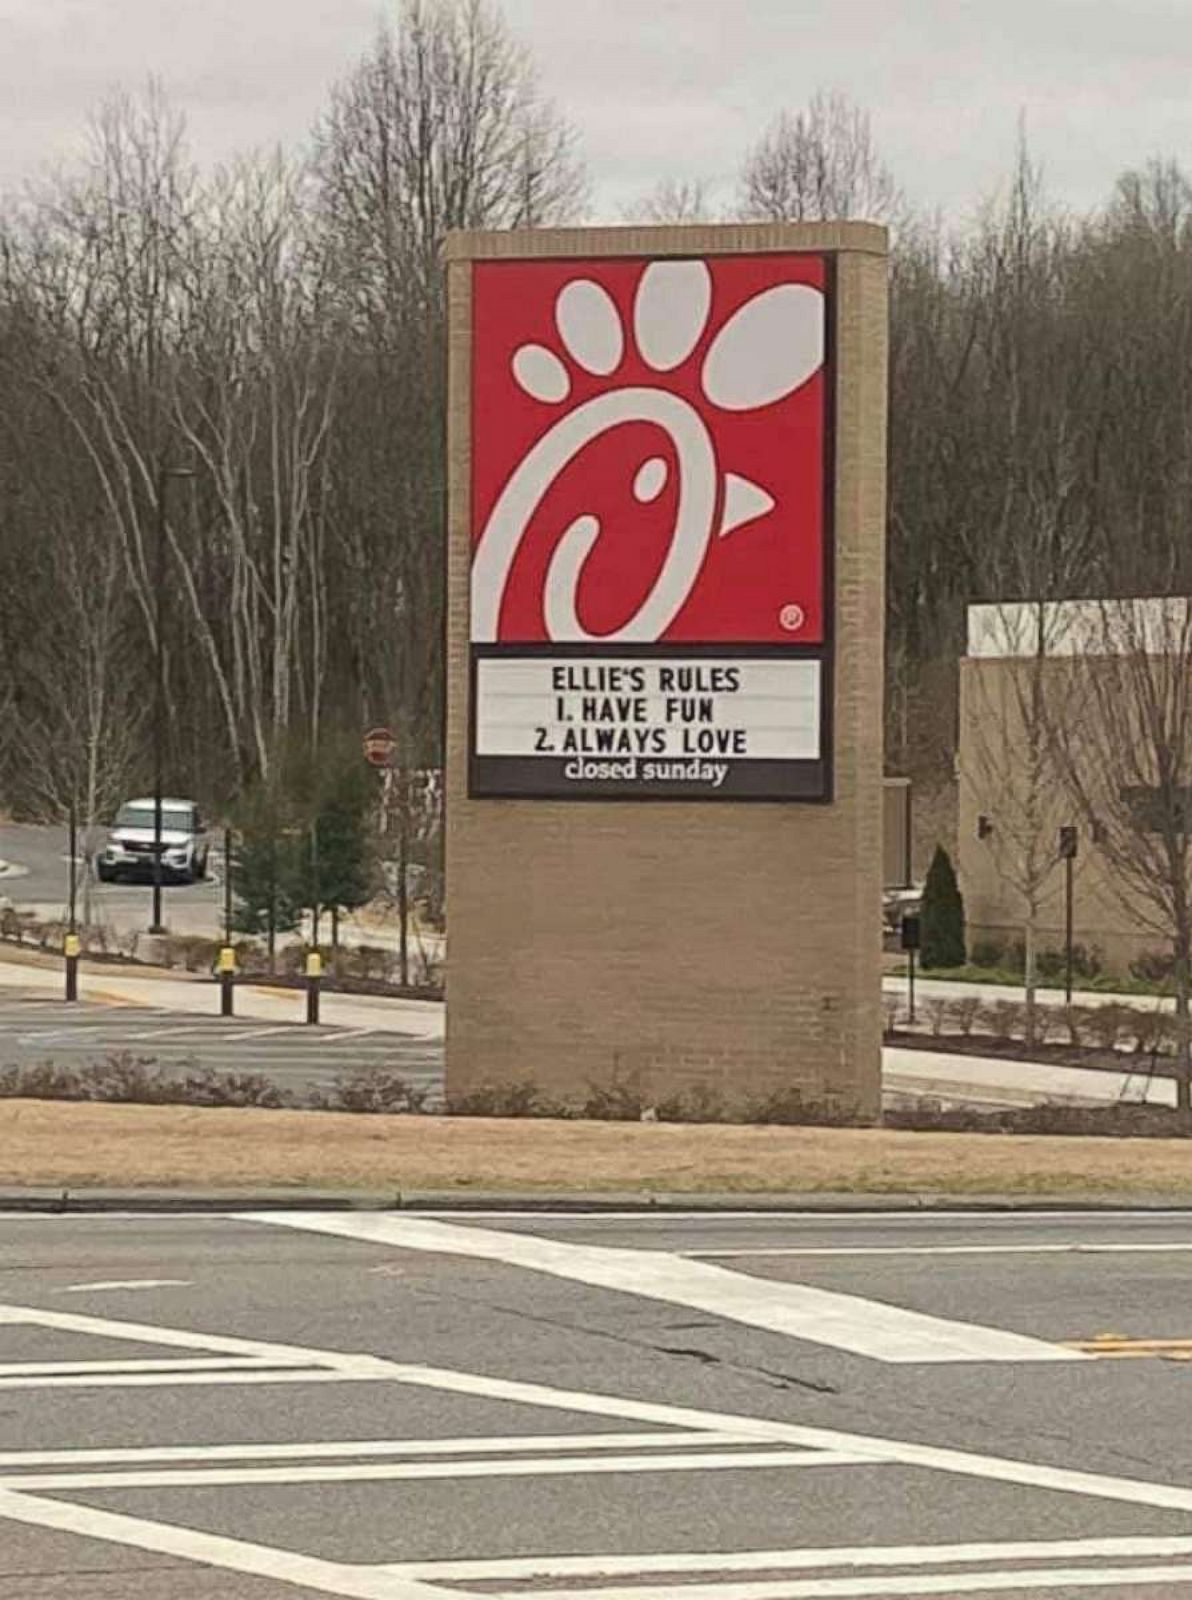 ELLIE'S RULES
1. HAVE FUN
2. ALWAYS LOVE
closed sunday
®